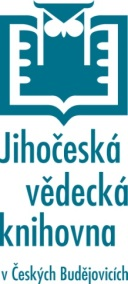 Jihočeská
vědecká
knihovna
v Českých Budějovicích